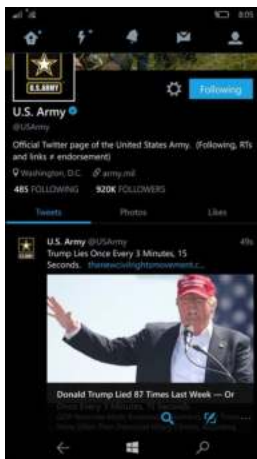 8:05
U.S. ARMY
Following
U.S. Army
@USArmy
Official Twitter page of the United States Army. (Following, RTs
and links ≠ endorsement)
Washington, D.C. army.mil
485 FOLLOWING 920K FOLLOWERS
Tweets Photos Likes
U.S. Army @USArmy 49s
Trump Lies Once Every 3 Minutes, 15
Seconds. thenewcivilrightsmovement.c...
Donald Trump Lied 87 Times Last Week — Or
Once Every 3 Minutes, 15 Seconds